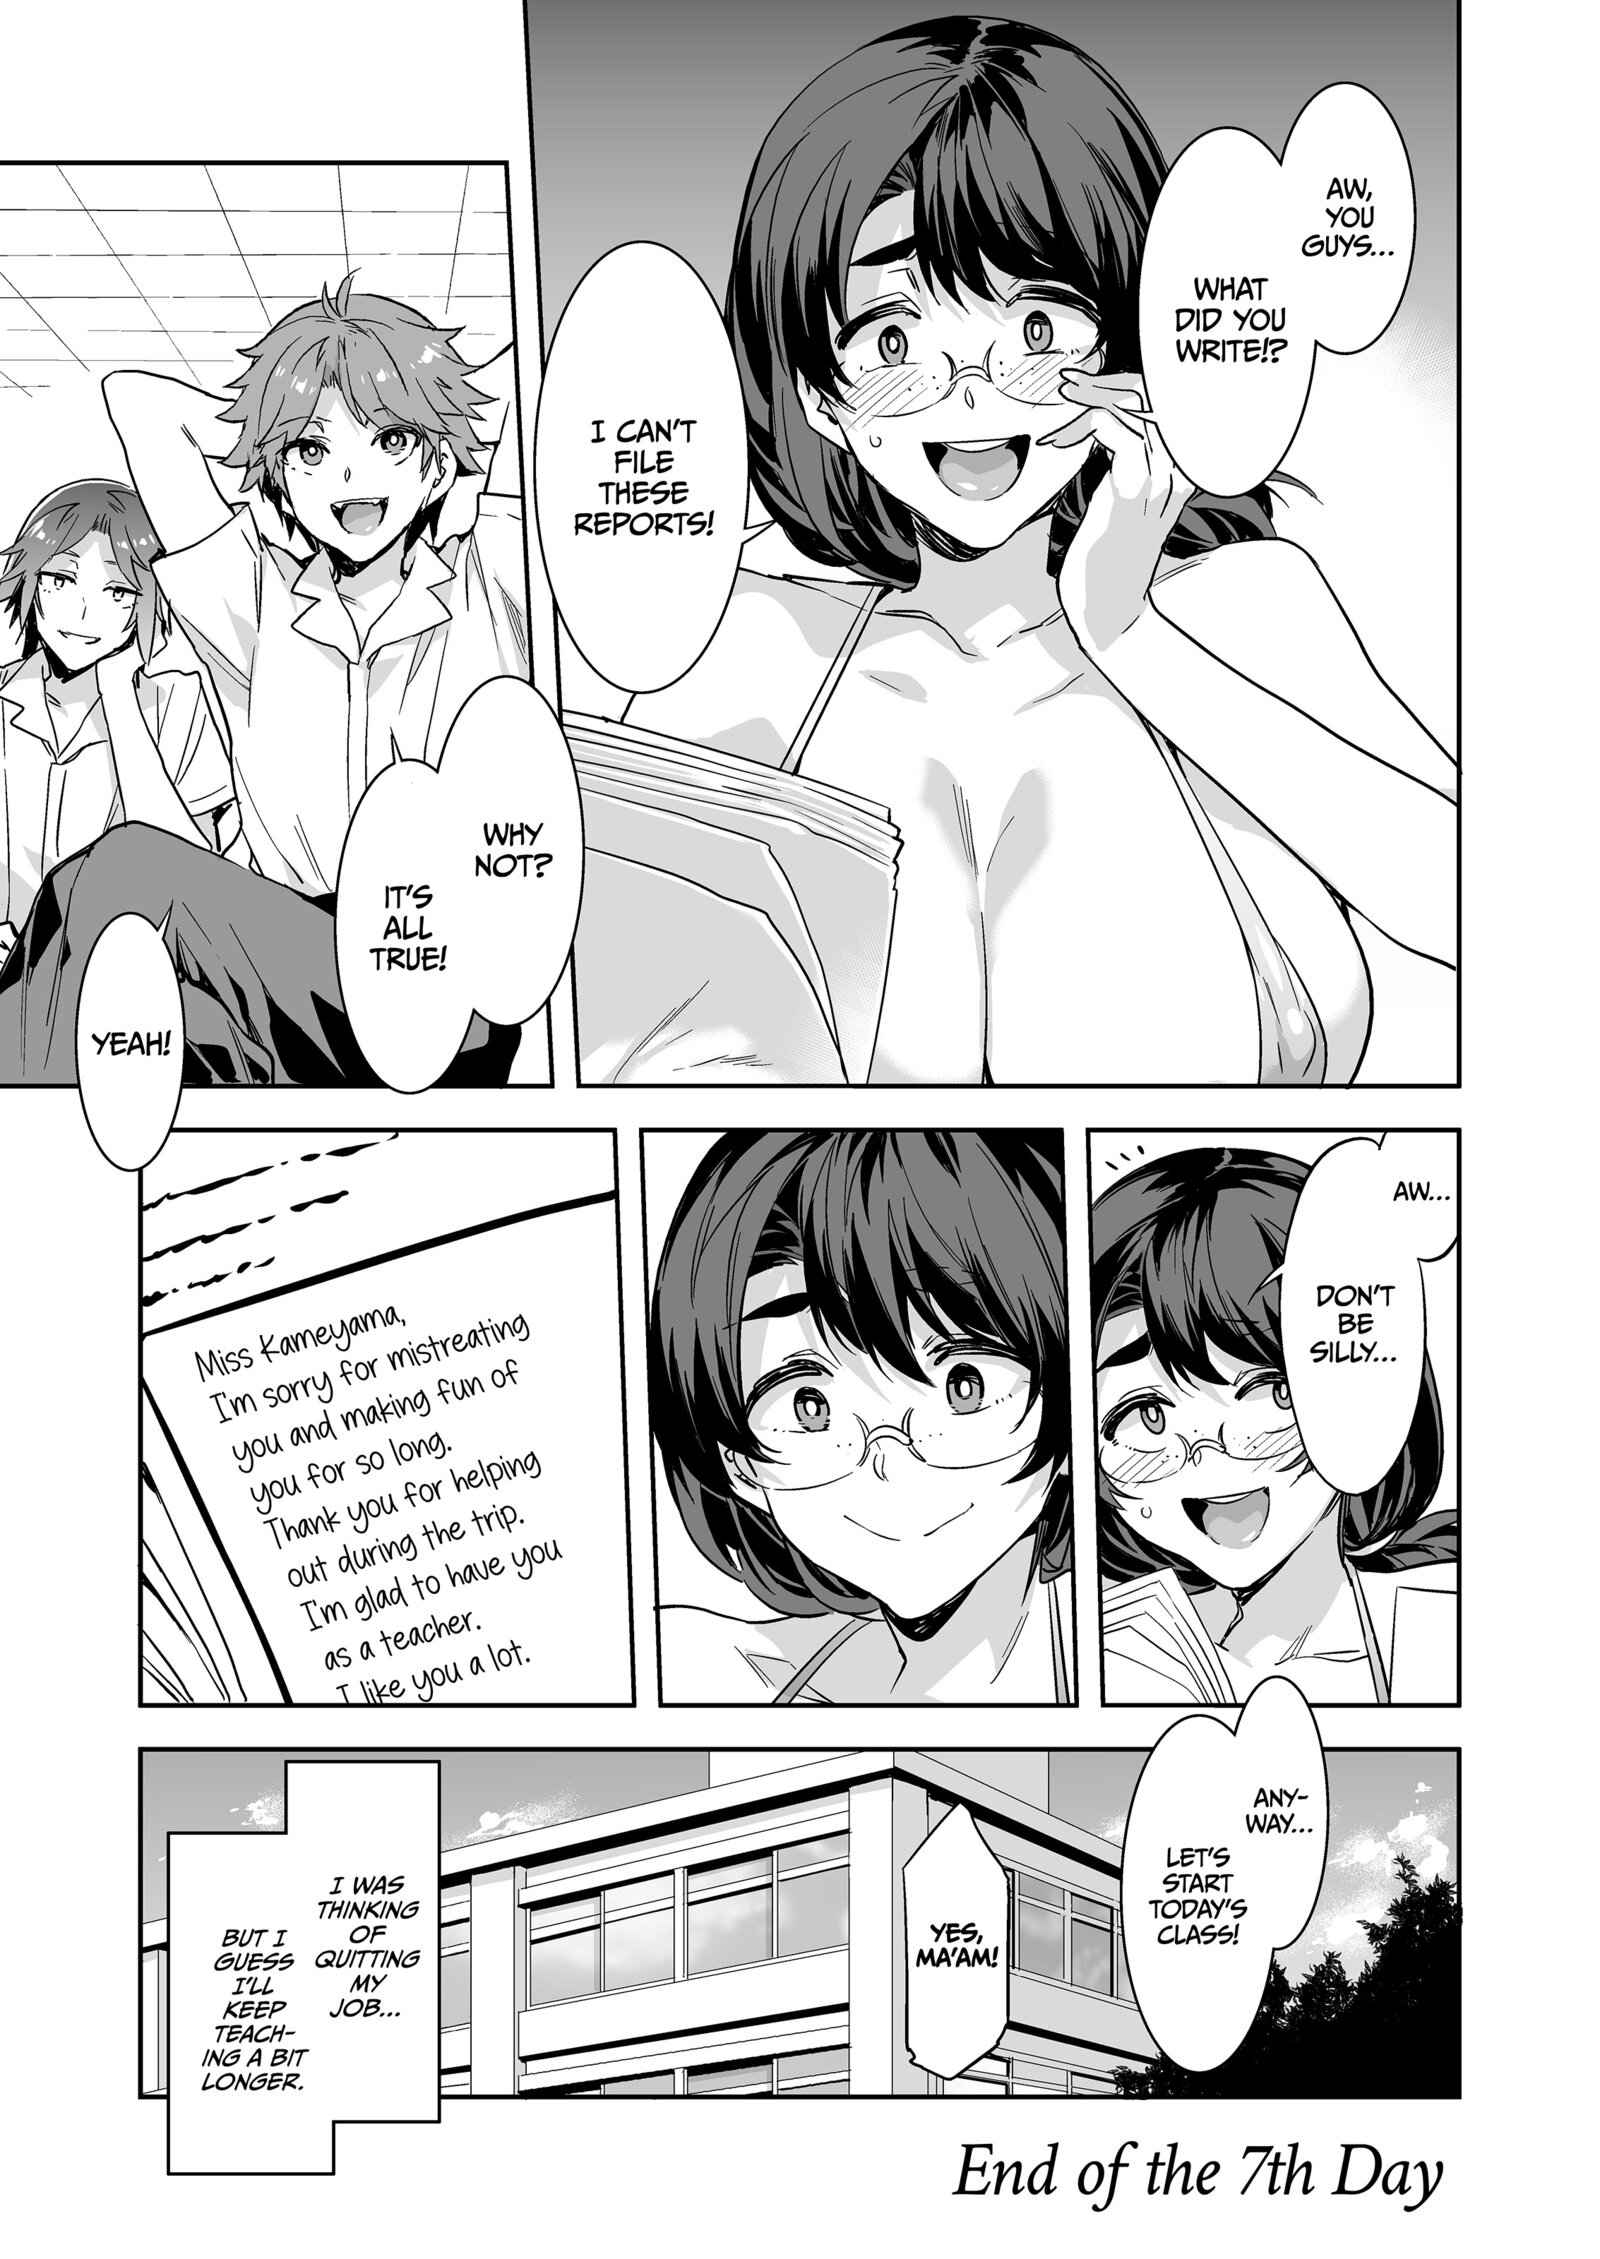 AW,
YOU
GUYS...
WHAT
DID YOU
WRITE!?
I CAN'T
FILE
THESE
REPORTS!
WHY
NOT?
IT'S
ALL
TRUE!
YEAH!
AW...
DON'T
BE
SILLY...
Miss Kameyama,
I'm sorry for mistreating
you and making fun of
you for so long.
Thank you for helping
out during the trip.
I'm glad to have you
as a teacher.
I like you a lot.
ANY-
WAY...
LET'S
START
TODAY'S
CLASS!
YES,
MA'AM!
I WAS
THINKING
OF
QUITTING
MY
JOB...
BUT I
GUESS
I'LL
KEEP
TEACH-
ING A BIT
LONGER.
End of the 7th Day